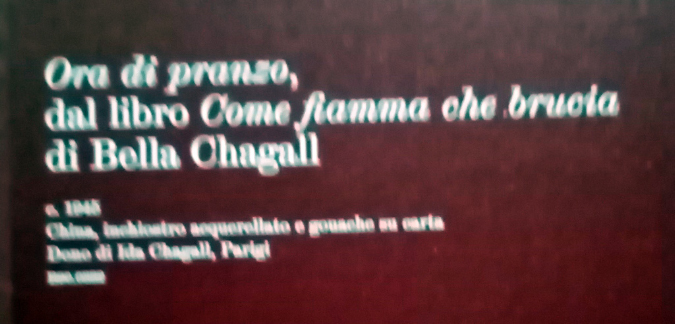 Ora di pranzo,
dal libro Come fiamma che brucia
di Bella Chagall
c. 1945
China, inchiostro acquerellato e gouache su carta
Dono di Ida Chagall, Parigi